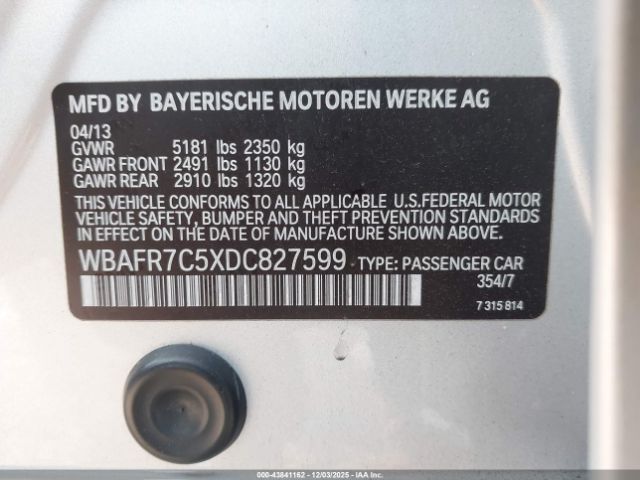 MFD BY BAYERISCHE MOTOREN WERKE AG
04/13
GVWR 5181 lbs 2350 kg
GAWR FRONT 2491 lbs 1130 kg
GAWR REAR 2910 lbs 1320 kg
THIS VEHICLE CONFORMS TO ALL APPLICABLE U.S.FEDERAL MOTOR
VEHICLE SAFETY, BUMPER AND THEFT PREVENTION STANDARDS
IN EFFECT ON THE DATE OF MANUFACTURE SHOWN ABOVE.
WBAFR7C5XDC827599 TYPE: PASSENGER CAR
354/7
7 315 814
000-43841162 - 12/03/2025 - IAA Inc.